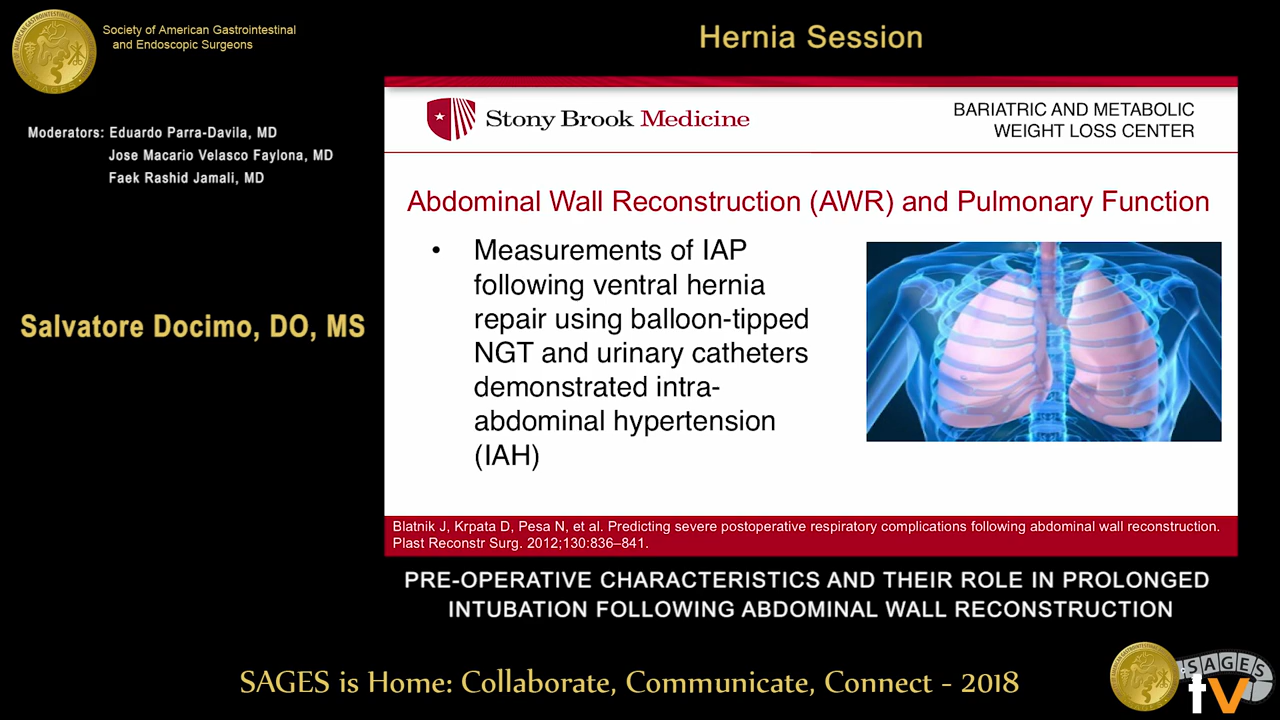 Society of American Gastrointestinal
and Endoscopic Surgeons
Hernia Session
Moderators: Eduardo Parra-Davila, MD
Jose Macario Velasco Faylona, MD
Faek Rashid Jamali, MD
Salvatore Docimo, DO, MS
Stony Brook Medicine
BARIATRIC AND METABOLIC
WEIGHT LOSS CENTER
Abdominal Wall Reconstruction (AWR) and Pulmonary Function
• Measurements of IAP
following ventral hernia
repair using balloon-tipped
NGT and urinary catheters
demonstrated intra-
abdominal hypertension
(IAH)
Blatnik J, Krpata D, Pesa N, et al. Predicting severe postoperative respiratory complications following abdominal wall reconstruction.
Plast Reconstr Surg. 2012;130:836–841.
PRE-OPERATIVE CHARACTERISTICS AND THEIR ROLE IN PROLONGED
INTUBATION FOLLOWING ABDOMINAL WALL RECONSTRUCTION
SAGES is Home: Collaborate, Communicate, Connect - 2018
SAGES
tv